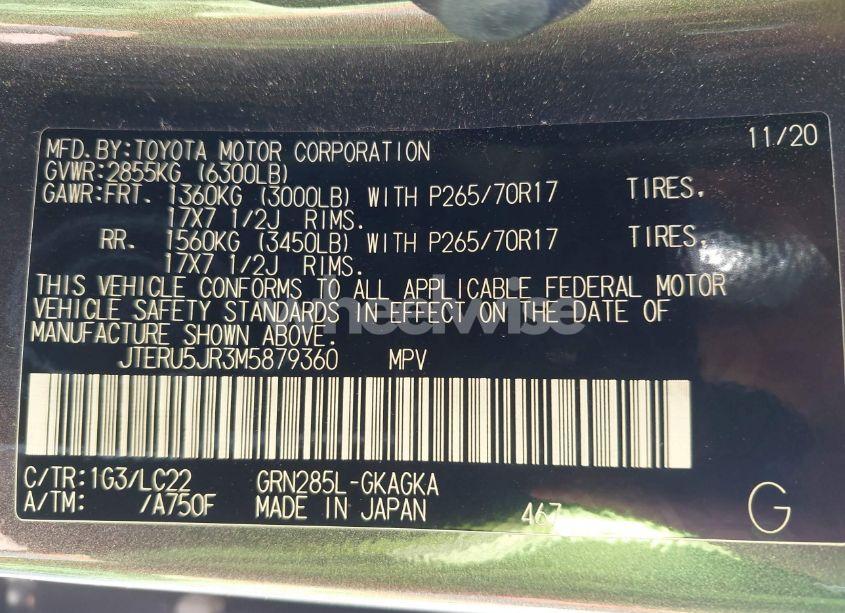 11/20
MFD.BY:TOYOTA MOTOR CORPORATION
GVWR:2855KG (6300LB)
GAWR:FRT. 1360KG (3000LB) WITH P265/70R17 TIRES,
17X7 1/2J RIMS.
RR. 1560KG (3450LB) WITH P265/70R17 TIRES,
17X7 1/2J RIMS.
THIS VEHICLE CONFORMS TO ALL APPLICABLE FEDERAL MOTOR
VEHICLE SAFETY STANDARDS IN EFFECT ON THE DATE OF
MANUFACTURE SHOWN ABOVE.
JTERU5JR3M5879360 MPV
C/TR:1G3/LC22 GRN285L-GKAGKA
A/TM: /A750F MADE IN JAPAN 467 G